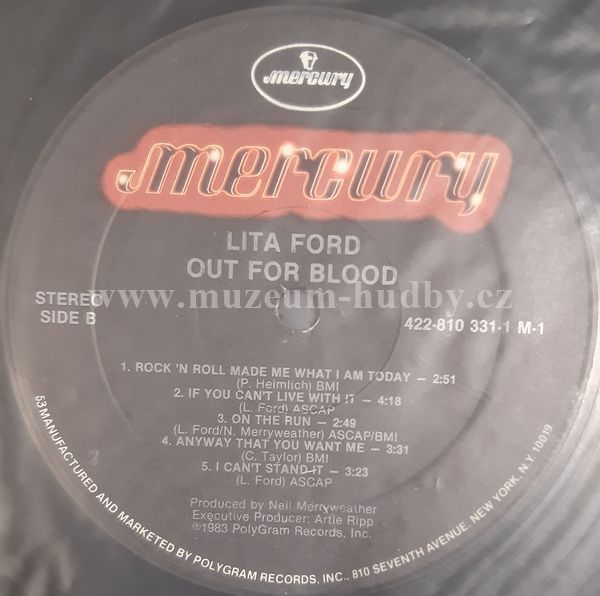 mercury
mercury
LITA FORD
OUT FOR BLOOD
www.muzeum-hudby.cz
STEREO
SIDE B
422-810 331-1 M-1
1. ROCK 'N ROLL MADE ME WHAT I AM TODAY — 2:51
(P. Heimlich) BMI
2. IF YOU CAN'T LIVE WITH IT — 4:18
(L. Ford) ASCAP
3. ON THE RUN — 2:49
(L. Ford/N. Merryweather) ASCAP/BMI
4. ANYWAY THAT YOU WANT ME — 3:31
(C. Taylor) BMI
5. I CAN'T STAND IT — 3:23
(L. Ford) ASCAP
Produced by Neil Merryweather
Executive Producer: Artie Ripp
℗1983 PolyGram Records, Inc.
53 MANUFACTURED AND MARKETED BY POLYGRAM RECORDS, INC., 810 SEVENTH AVENUE, NEW YORK, N.Y. 10019